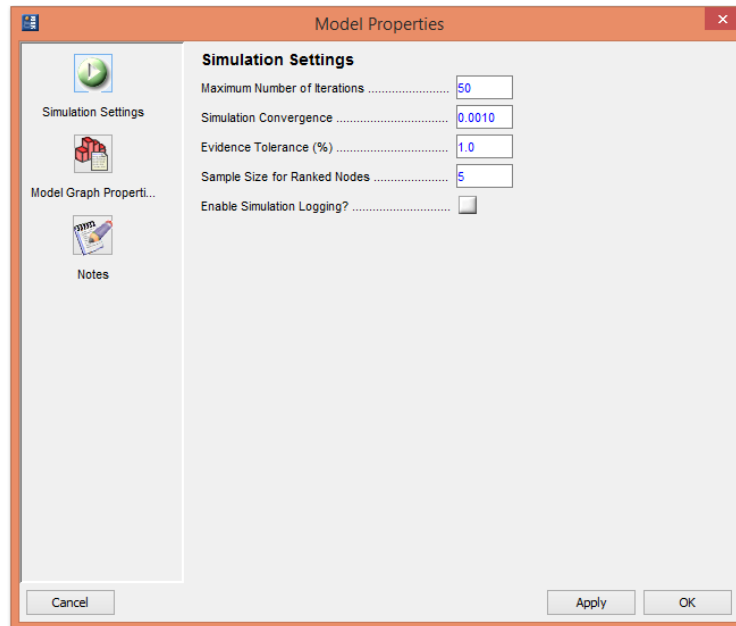 Model Properties
Simulation Settings
Model Graph Properti...
Notes
Simulation Settings
Maximum Number of Iterations ........................ 50
Simulation Convergence ................................. 0.0010
Evidence Tolerance (%) ................................. 1.0
Sample Size for Ranked Nodes ...................... 5
Enable Simulation Logging? .............................
Cancel
Apply
OK